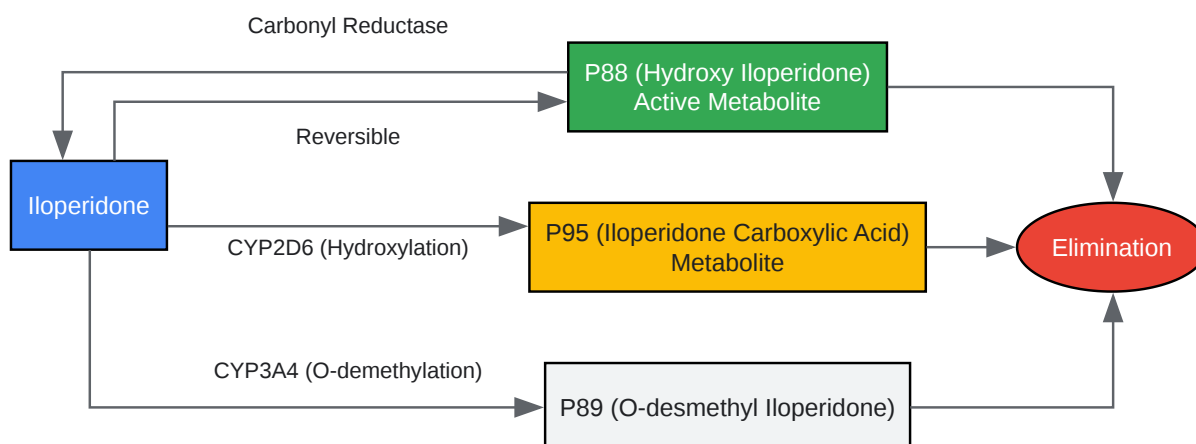 Carbonyl Reductase
P88 (Hydroxy Iloperidone)
Active Metabolite
Reversible
Iloperidone
CYP2D6 (Hydroxylation)
P95 (Iloperidone Carboxylic Acid)
Metabolite
Elimination
CYP3A4 (O-demethylation)
P89 (O-desmethyl Iloperidone)